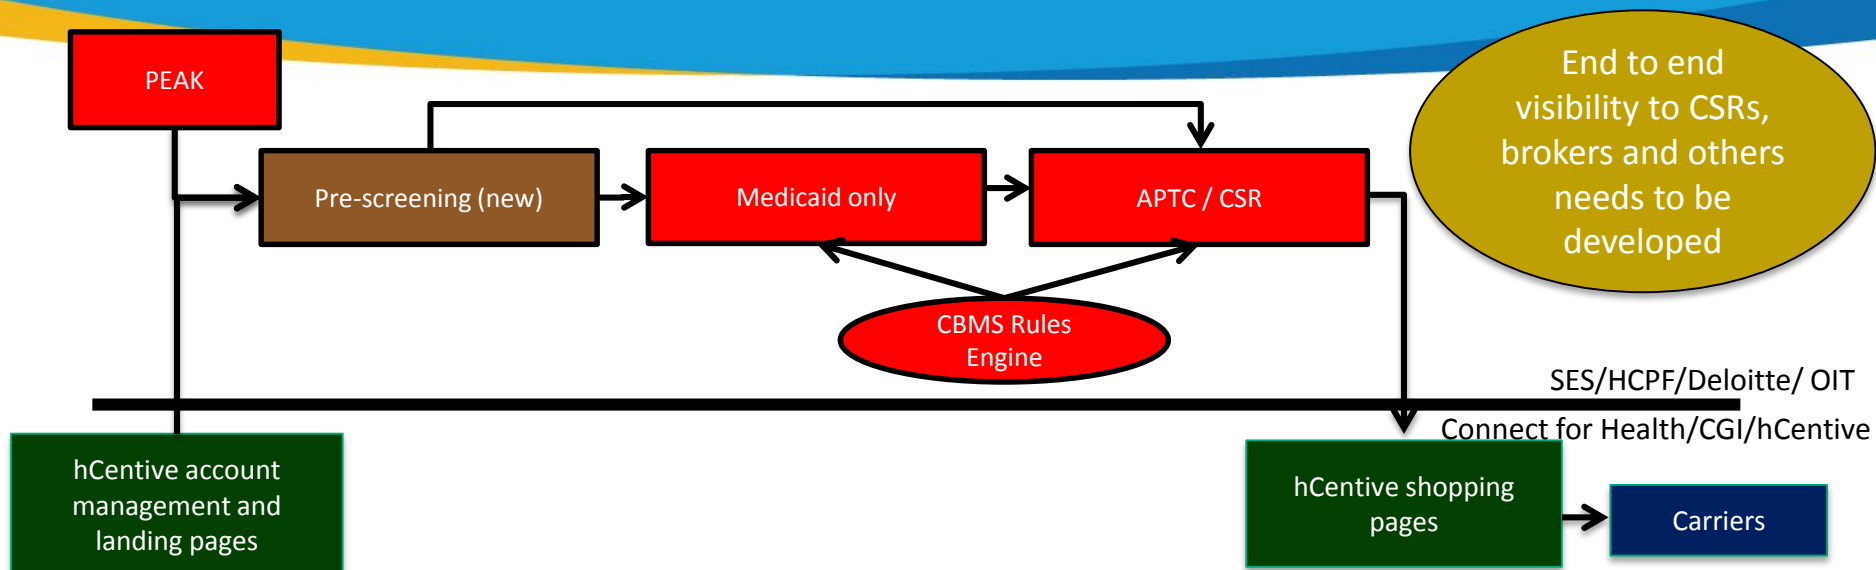 PEAK
End to end
visibility to CSRs,
brokers and others
needs to be
developed
Pre-screening (new)
Medicaid only
APTC / CSR
CBMS Rules
Engine
SES/HCPF/Deloitte/ OIT
Connect for Health/CGI/hCentive
hCentive account
management and
landing pages
hCentive shopping
pages
Carriers